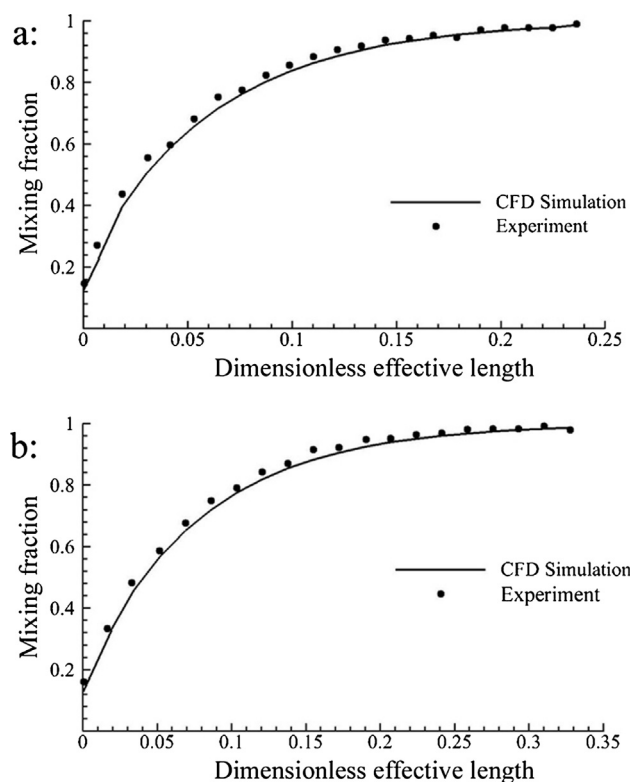 a:
1
0.8
0.6
0.4
0.2
Mixing fraction
CFD Simulation
Experiment
0 0.05 0.1 0.15 0.2 0.25
Dimensionless effective length
b:
1
0.8
0.6
0.4
0.2
Mixing fraction
CFD Simulation
Experiment
0 0.05 0.1 0.15 0.2 0.25 0.3 0.35
Dimensionless effective length